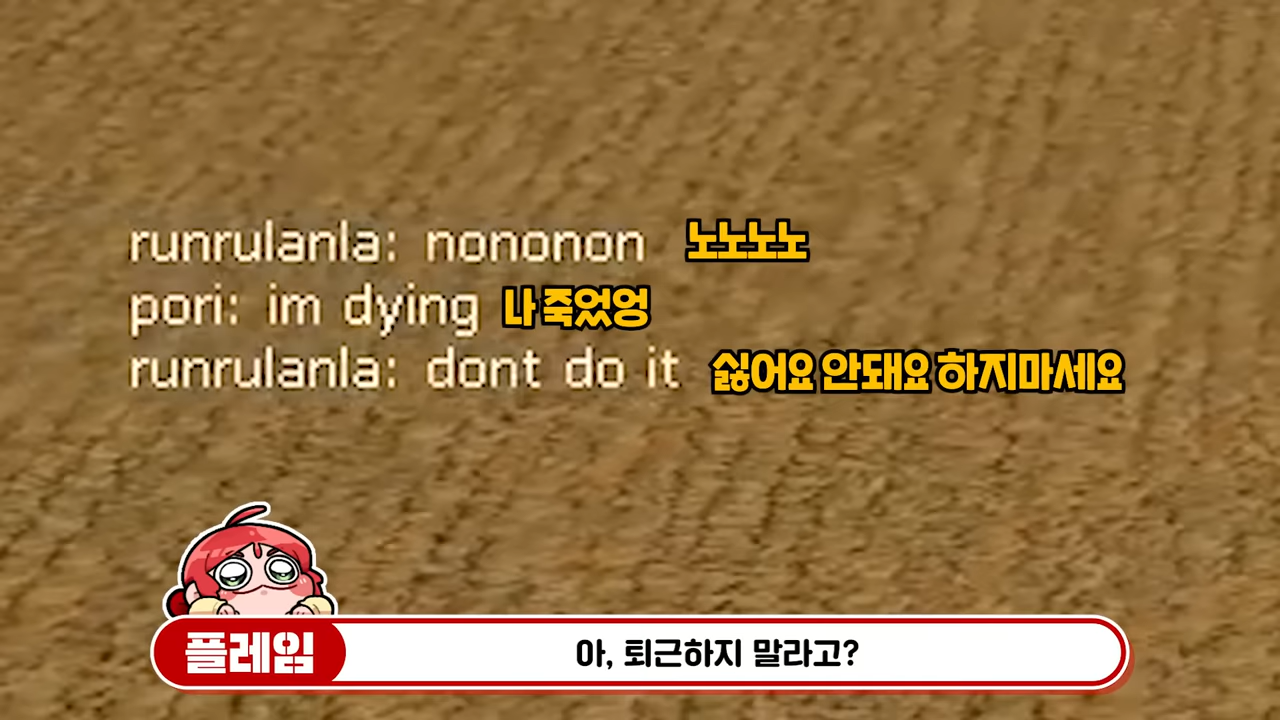 runrulanla: nononon 노노노노
pori: im dying 나 죽었엉
runrulanla: dont do it 싫어요 안돼요 하지마세요
플레임 아, 퇴근하지 말라고?